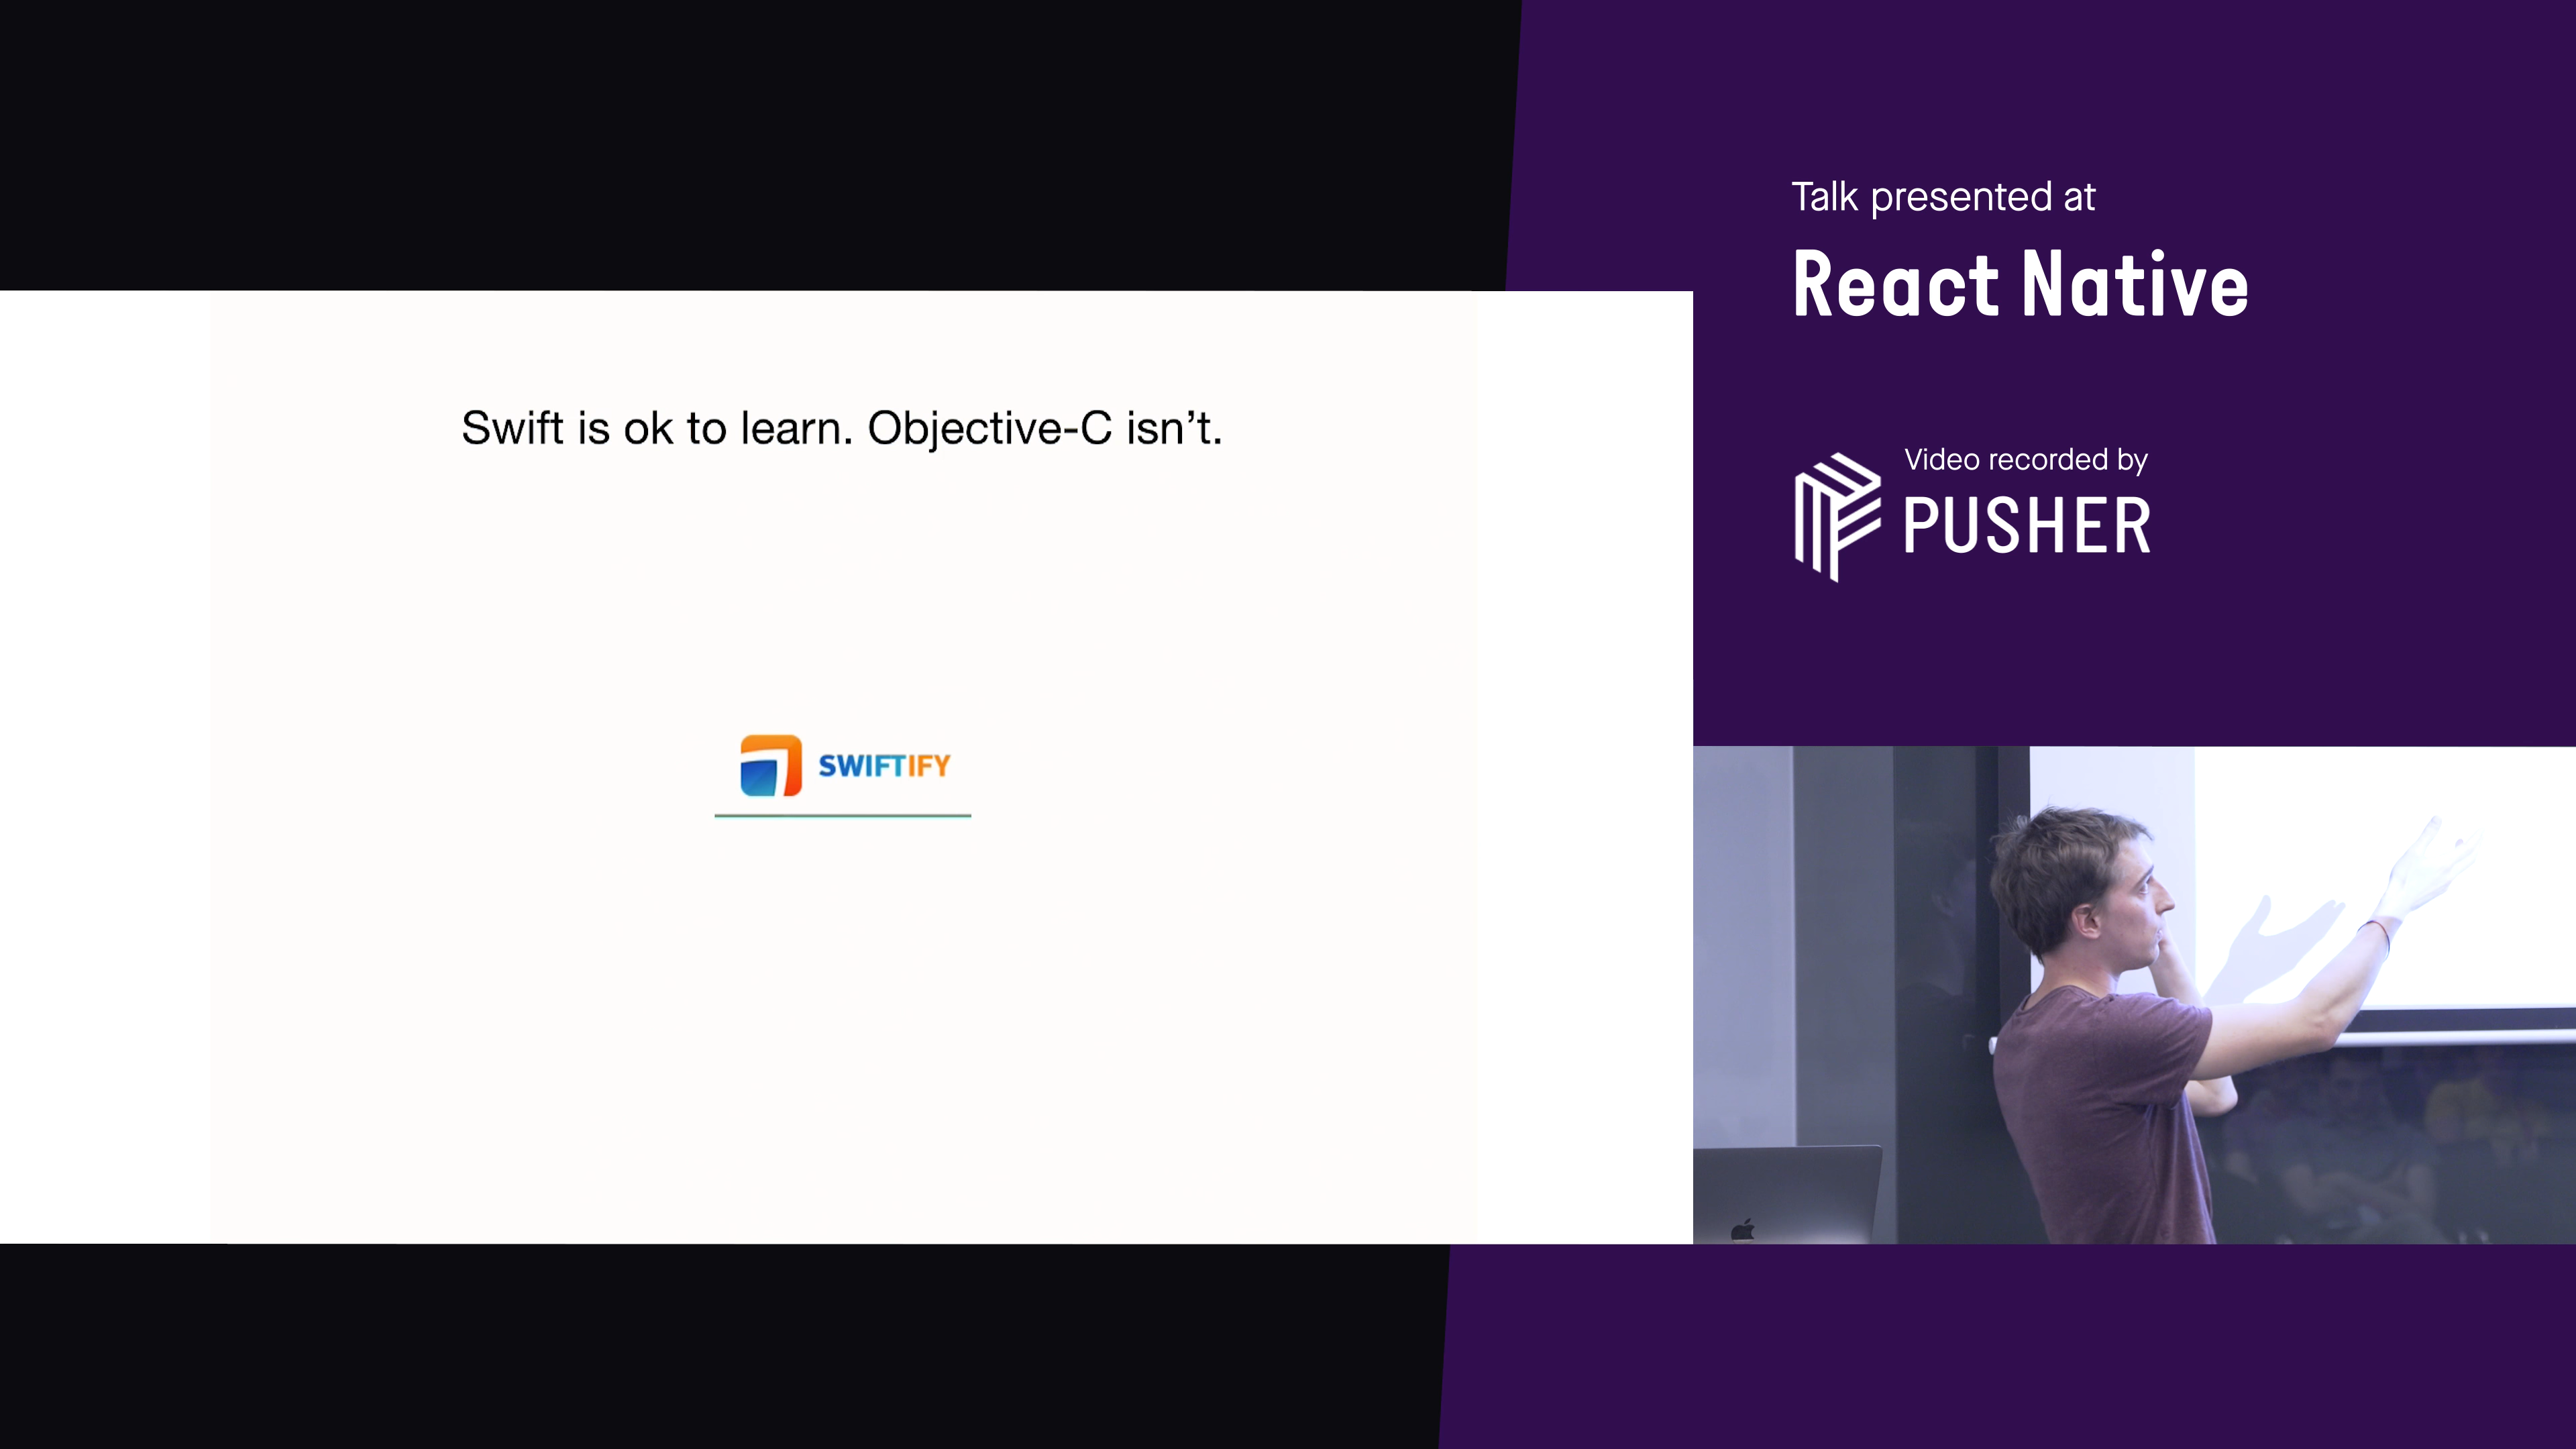 Swift is ok to learn. Objective-C isn’t.
SWIFTIFY
Talk presented at
React Native
Video recorded by
PUSHER